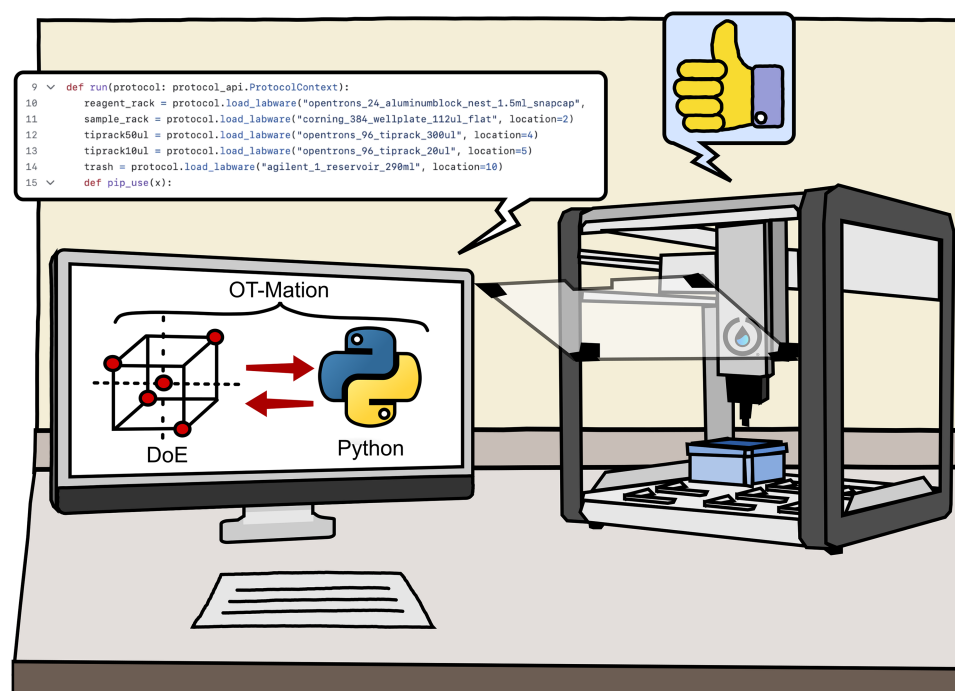 9 def run(protocol: protocol_api.ProtocolContext):
10 reagent_rack = protocol.load_labware("opentrons_24_aluminumblock_nest_1.5ml_snapcap",
11 sample_rack = protocol.load_labware("corning_384_wellplate_112ul_flat", location=2)
12 tiprack50ul = protocol.load_labware("opentrons_96_tiprack_300ul", location=4)
13 tiprack10ul = protocol.load_labware("opentrons_96_tiprack_20ul", location=5)
14 trash = protocol.load_labware("agilent_1_reservoir_290ml", location=10)
15 def pip_use(x):
OT-Mation
DoE
Python